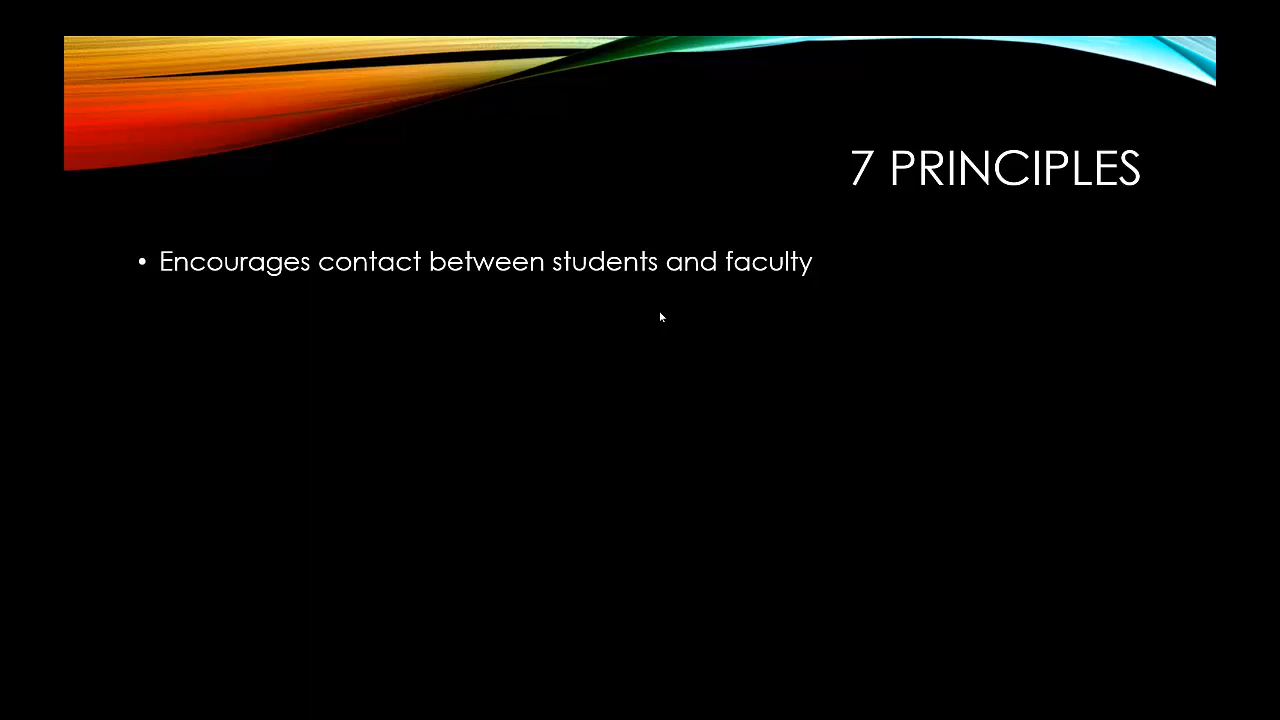 7 PRINCIPLES
• Encourages contact between students and faculty